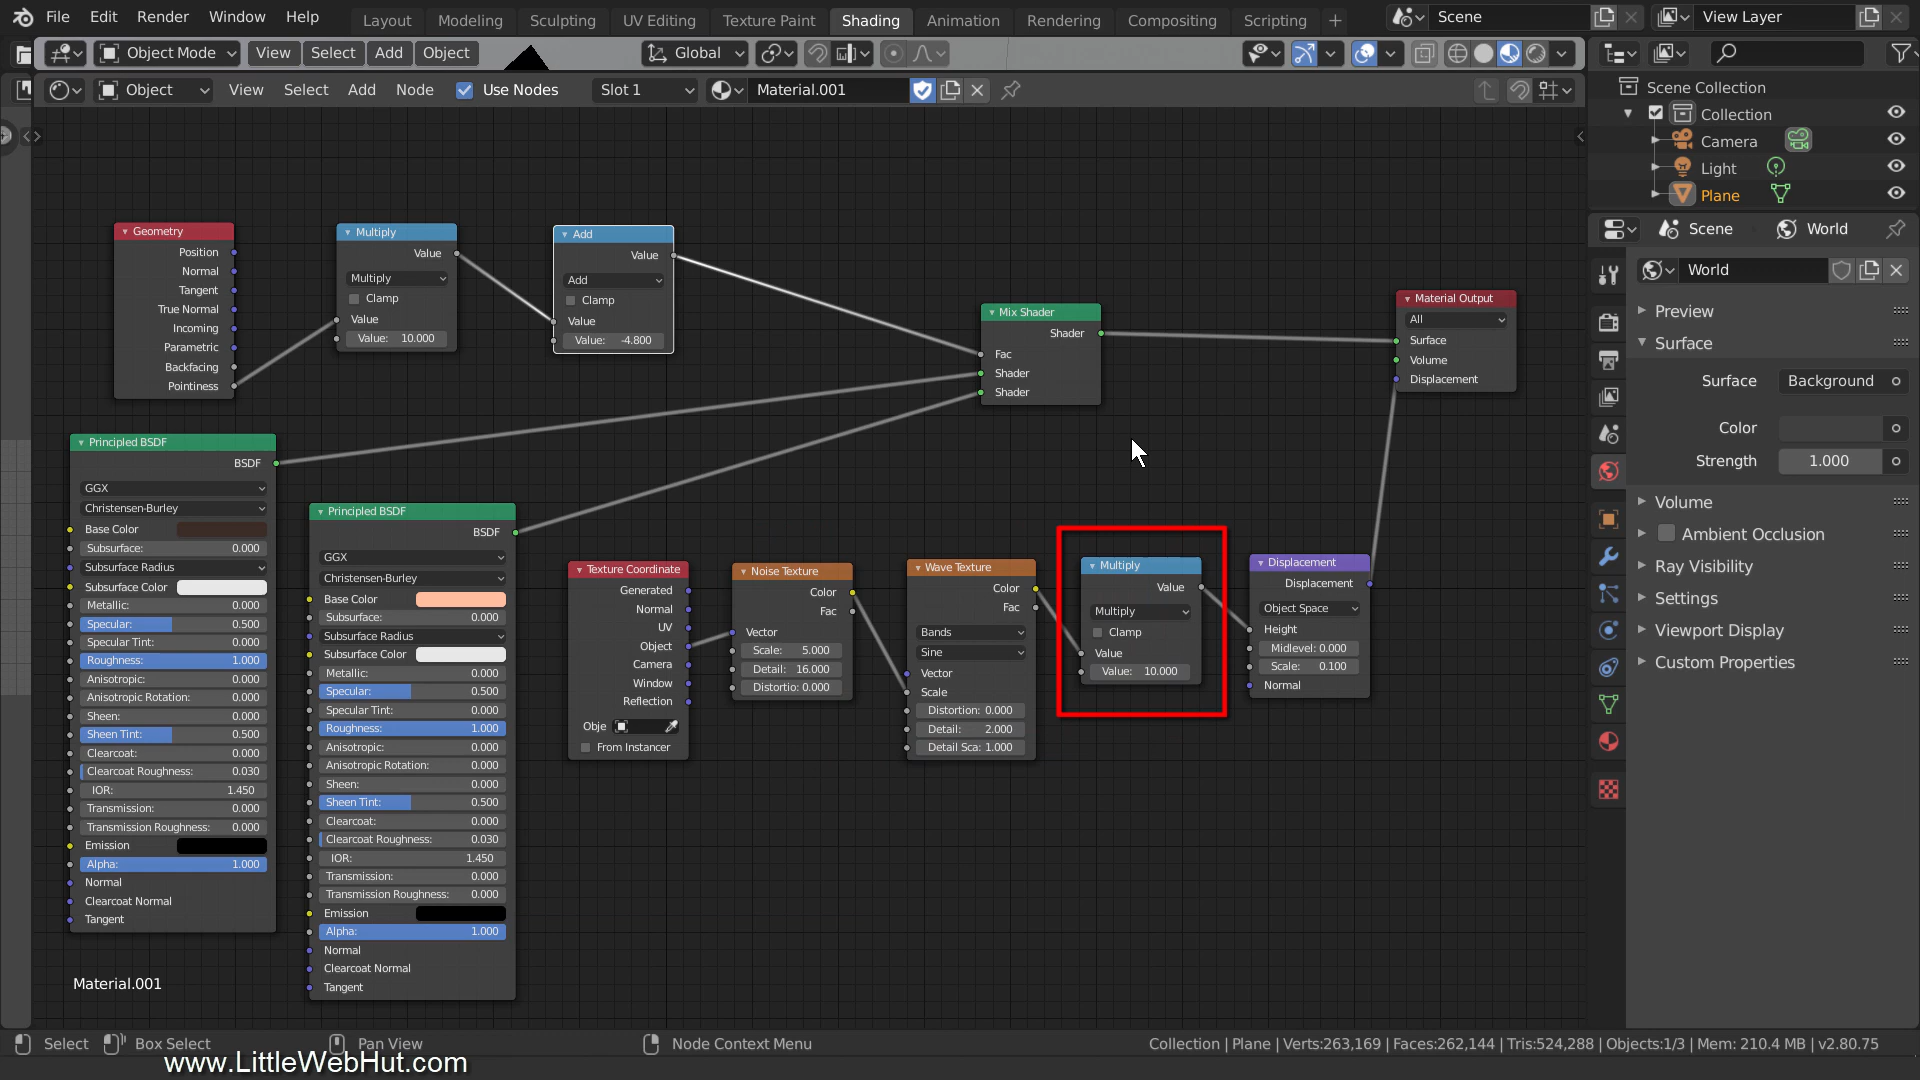 File Edit Render Window Help Layout Modeling Sculpting UV Editing Texture Paint Shading Animation Rendering Compositing Scripting + Scene View Layer
Object Mode View Select Add Object Global
Object View Select Add Node Use Nodes Slot 1 Material.001
Scene Collection
Collection
Camera
Light
Plane
Geometry
Position
Normal
Tangent
True Normal
Incoming
Parametric
Backfacing
Pointiness
Multiply
Value
Multiply
Clamp
Value
Value: 10.000
Add
Value
Add
Clamp
Value
Value: -4.800
Mix Shader
Shader
Fac
Shader
Shader
Material Output
All
Surface
Volume
Displacement
Principled BSDF
BSDF
GGX
Christensen-Burley
Base Color
Subsurface: 0.000
Subsurface Radius
Subsurface Color
Metallic: 0.000
Specular: 0.500
Specular Tint: 0.000
Roughness: 1.000
Anisotropic: 0.000
Anisotropic Rotation: 0.000
Sheen: 0.000
Sheen Tint: 0.500
Clearcoat: 0.000
Clearcoat Roughness: 0.030
IOR: 1.450
Transmission: 0.000
Transmission Roughness: 0.000
Emission
Alpha: 1.000
Normal
Clearcoat Normal
Tangent
Principled BSDF
BSDF
GGX
Christensen-Burley
Base Color
Subsurface: 0.000
Subsurface Radius
Subsurface Color
Metallic: 0.000
Specular: 0.500
Specular Tint: 0.000
Roughness: 1.000
Anisotropic: 0.000
Anisotropic Rotation: 0.000
Sheen: 0.000
Sheen Tint: 0.500
Clearcoat: 0.000
Clearcoat Roughness: 0.030
IOR: 1.450
Transmission: 0.000
Transmission Roughness: 0.000
Emission
Alpha: 1.000
Normal
Clearcoat Normal
Tangent
Texture Coordinate
Generated
Normal
UV
Object
Camera
Window
Reflection
Obje
From Instancer
Noise Texture
Color
Fac
Vector
Scale: 5.000
Detail: 16.000
Distortio: 0.000
Wave Texture
Color
Fac
Bands
Sine
Vector
Scale
Distortion: 0.000
Detail: 2.000
Detail Sca: 1.000
Multiply
Value
Multiply
Clamp
Value
Value: 10.000
Displacement
Displacement
Object Space
Height
Midlevel: 0.000
Scale: 0.100
Normal
Scene World
World
Preview
Surface
Surface Background
Color
Strength 1.000
Volume
Ambient Occlusion
Ray Visibility
Settings
Viewport Display
Custom Properties
Material.001
Select Box Select Pan View Node Context Menu Collection | Plane | Verts:263,169 | Faces:262,144 | Tris:524,288 | Objects:1/3 | Mem: 210.4 MB | v2.80.75
www.LittleWebHut.com